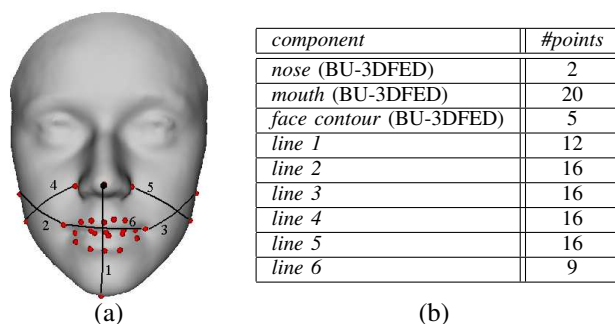 4
5
6
2
3
1
(a)
component #points
nose (BU-3DFED) 2
mouth (BU-3DFED) 20
face contour (BU-3DFED) 5
line 1 12
line 2 16
line 3 16
line 4 16
line 5 16
line 6 9
(b)